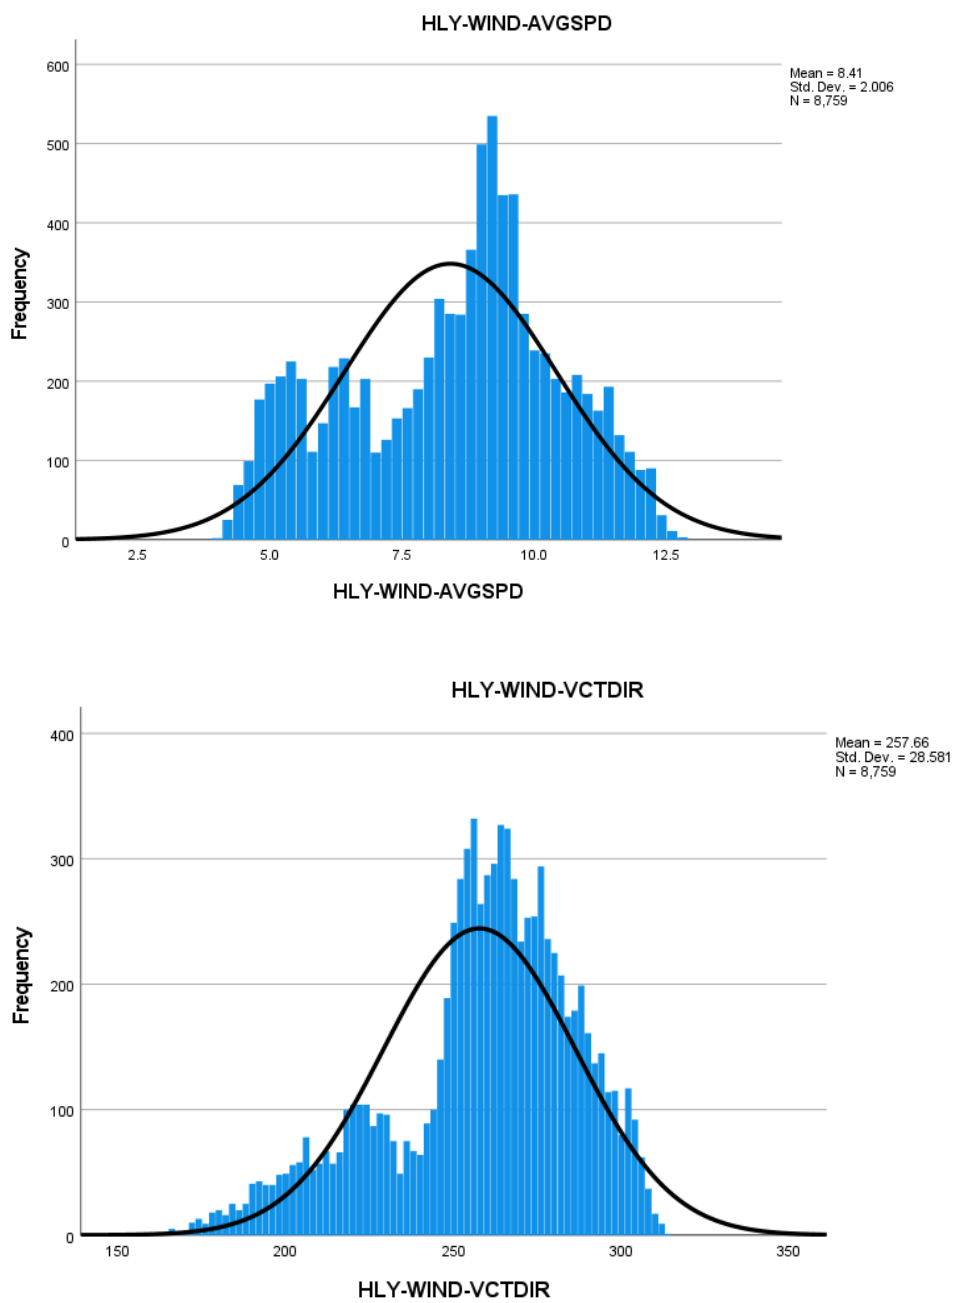 HLY-WIND-AVGSPD
Mean = 8.41
Std. Dev. = 2.006
N = 8,759
600
500
400
300
200
100
0
Frequency
2.5 5.0 7.5 10.0 12.5
HLY-WIND-AVGSPD
HLY-WIND-VCTDIR
Mean = 257.66
Std. Dev. = 28.581
N = 8,759
400
300
200
100
0
Frequency
150 200 250 300 350
HLY-WIND-VCTDIR